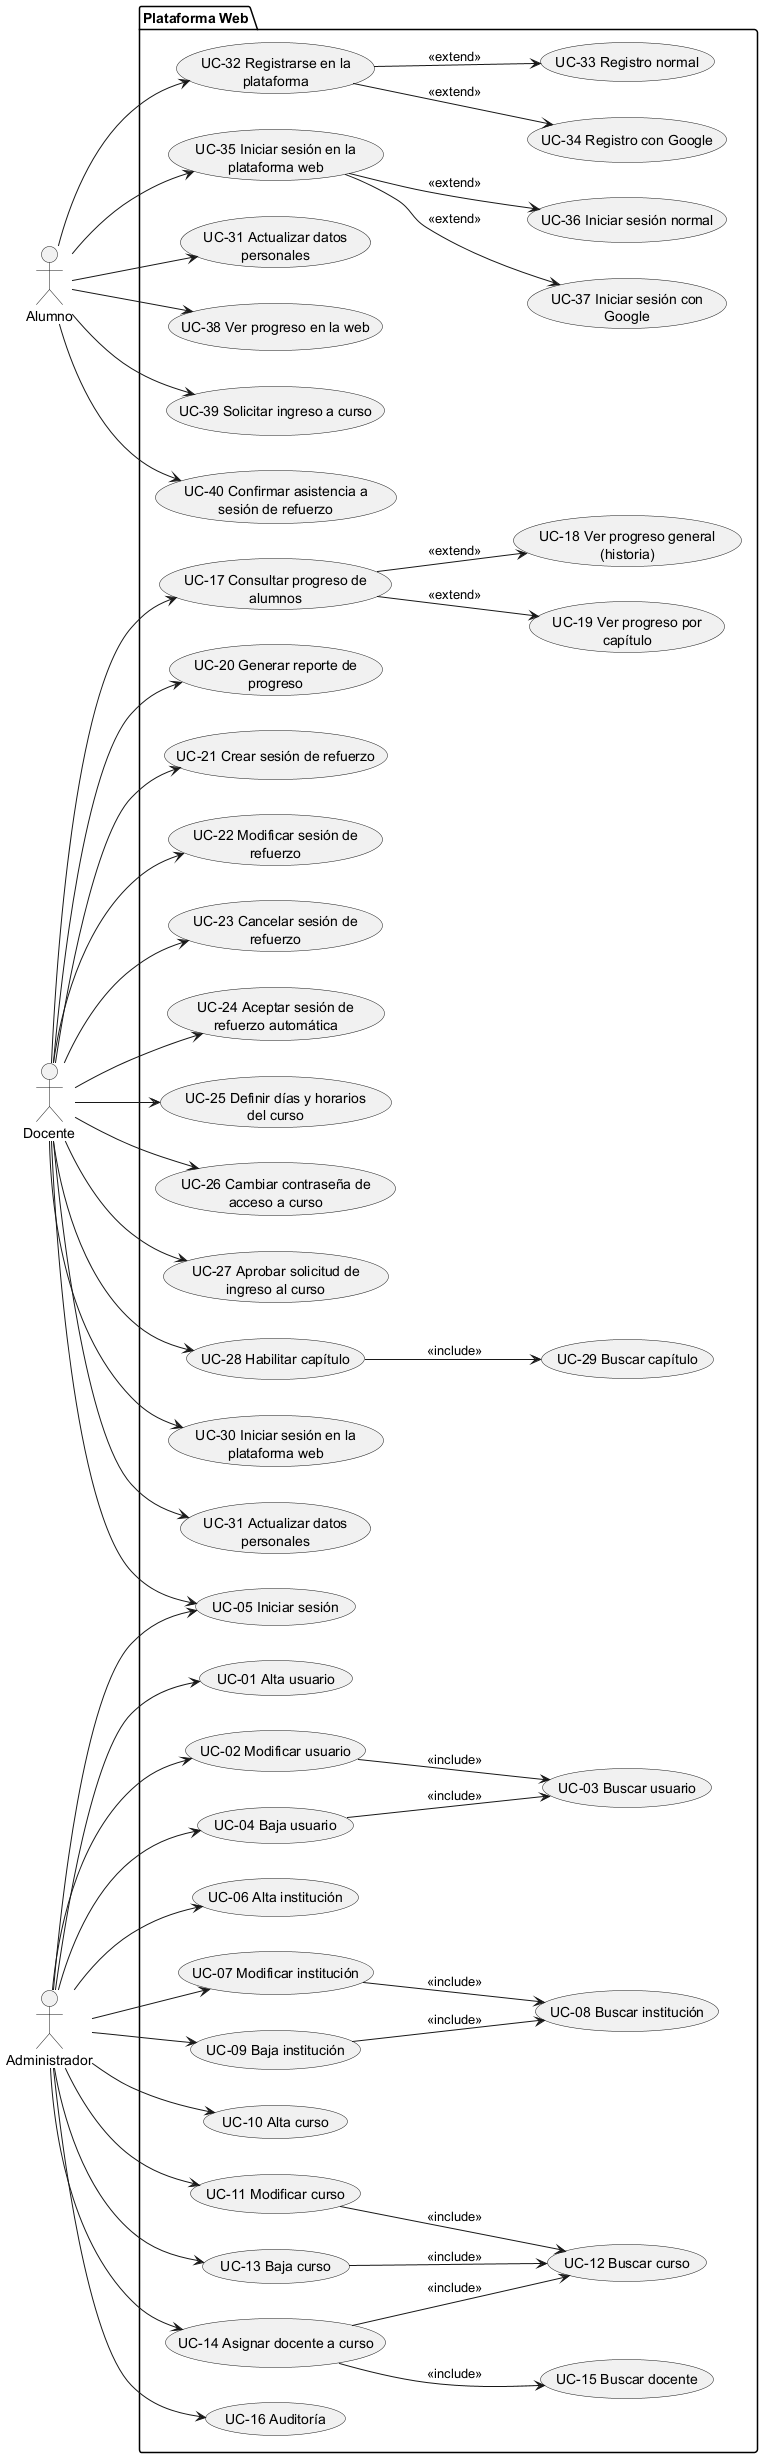 Plataforma Web
UC-32 Registrarse en la
plataforma
«extend»
UC-33 Registro normal
«extend»
UC-34 Registro con Google
UC-35 Iniciar sesión en la
plataforma web
«extend»
UC-36 Iniciar sesión normal
«extend»
UC-37 Iniciar sesión con
Google
UC-31 Actualizar datos
personales
Alumno
UC-38 Ver progreso en la web
UC-39 Solicitar ingreso a curso
UC-40 Confirmar asistencia a
sesión de refuerzo
UC-17 Consultar progreso de
alumnos
«extend»
UC-18 Ver progreso general
(historia)
«extend»
UC-19 Ver progreso por
capítulo
UC-20 Generar reporte de
progreso
UC-21 Crear sesión de refuerzo
UC-22 Modificar sesión de
refuerzo
UC-23 Cancelar sesión de
refuerzo
UC-24 Aceptar sesión de
refuerzo automática
UC-25 Definir días y horarios
del curso
Docente
UC-26 Cambiar contraseña de
acceso a curso
UC-27 Aprobar solicitud de
ingreso al curso
UC-28 Habilitar capítulo
«include»
UC-29 Buscar capítulo
UC-30 Iniciar sesión en la
plataforma web
UC-31 Actualizar datos
personales
UC-05 Iniciar sesión
UC-01 Alta usuario
UC-02 Modificar usuario
«include»
UC-03 Buscar usuario
«include»
UC-04 Baja usuario
UC-06 Alta institución
UC-07 Modificar institución
«include»
UC-08 Buscar institución
«include»
UC-09 Baja institución
Administrador
UC-10 Alta curso
UC-11 Modificar curso
«include»
UC-12 Buscar curso
«include»
UC-13 Baja curso
«include»
UC-14 Asignar docente a curso
«include»
UC-15 Buscar docente
UC-16 Auditoría